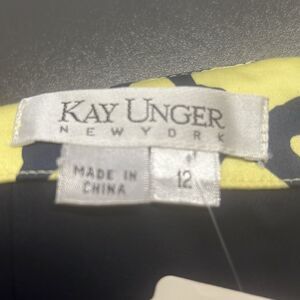 KAY UNGER
NEW YORK
MADE IN
CHINA
12